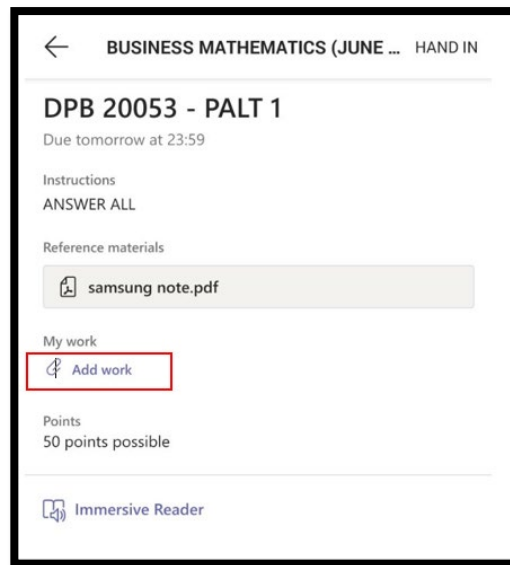 BUSINESS MATHEMATICS (JUNE ... HAND IN
DPB 20053 - PALT 1
Due tomorrow at 23:59
Instructions
ANSWER ALL
Reference materials
samsung note.pdf
My work
Add work
Points
50 points possible
Immersive Reader